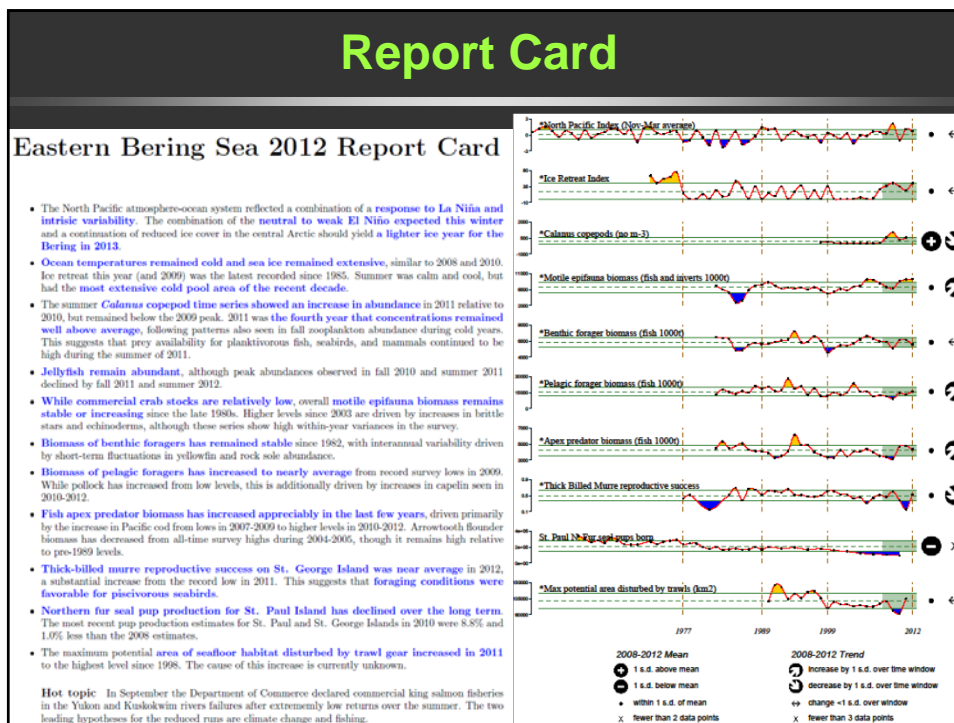 Report Card
Eastern Bering Sea 2012 Report Card
• The North Pacific atmosphere-ocean system reflected a combination of a response to La Niña and
intrisic variability. The combination of the neutral to weak El Niño expected this winter
and a continuation of reduced ice cover in the central Arctic should yield a lighter ice year for the
Bering in 2013.
• Ocean temperatures remained cold and sea ice remained extensive, similar to 2008 and 2010.
Ice retreat this year (and 2009) was the latest recorded since 1985. Summer was calm and cool, but
had the most extensive cold pool area of the recent decade.
• The summer Calanus copepod time series showed an increase in abundance in 2011 relative to
2010, but remained below the 2009 peak. 2011 was the fourth year that concentrations remained
well above average, following patterns also seen in fall zooplankton abundance during cold years.
This suggests that prey availability for planktivorous fish, seabirds, and mammals continued to be
high during the summer of 2011.
• Jellyfish remain abundant, although peak abundances observed in fall 2010 and summer 2011
declined by fall 2011 and summer 2012.
• While commercial crab stocks are relatively low, overall motile epifauna biomass remains
stable or increasing since the late 1980s. Higher levels since 2003 are driven by increases in brittle
stars and echinoderms, although these series show high within-year variances in the survey.
• Biomass of benthic foragers has remained stable since 1982, with interannual variability driven
by short-term fluctuations in yellowfin and rock sole abundance.
• Biomass of pelagic foragers has increased to nearly average from record survey lows in 2009.
While pollock has increased from low levels, this is additionally driven by increases in capelin seen in
2010-2012.
• Fish apex predator biomass has increased appreciably in the last few years, driven primarily
by the increase in Pacific cod from lows in 2007-2009 to higher levels in 2010-2012. Arrowtooth flounder
biomass has decreased from all-time survey highs during 2004-2005, though it remains high relative
to pre-1989 levels.
• Thick-billed murre reproductive success on St. George Island was near average in 2012,
a substantial increase from the record low in 2011. This suggests that foraging conditions were
favorable for piscivorous seabirds.
• Northern fur seal pup production for St. Paul Island has declined over the long term.
The most recent pup production estimates for St. Paul and St. George Islands in 2010 were 8.8% and
1.0% less than the 2008 estimates.
• The maximum potential area of seafloor habitat disturbed by trawl gear increased in 2011
to the highest level since 1998. The cause of this increase is currently unknown.
Hot topic In September the Department of Commerce declared commercial king salmon fisheries
in the Yukon and Kuskokwim rivers failures after extrememly low returns over the summer. The two
leading hypotheses for the reduced runs are climate change and fishing.
*North Pacific Index (Nov-Mar average)
*Ice Retreat Index
*Calanus copepods (no m-3)
*Motile epifauna biomass (fish and inverts 1000t)
*Benthic forager biomass (fish 1000t)
*Pelagic forager biomass (fish 1000t)
*Apex predator biomass (fish 1000t)
*Thick Billed Murre reproductive success
St. Paul N. Fur seal pups born
*Max potential area disturbed by trawls (km2)
1977 1989 1999 2012
2008-2012 Mean
1 s.d. above mean
1 s.d. below mean
• within 1 s.d. of mean
x fewer than 2 data points
2008-2012 Trend
increase by 1 s.d. over time window
decrease by 1 s.d. over time window
↔ change <1 s.d. over window
x fewer than 3 data points